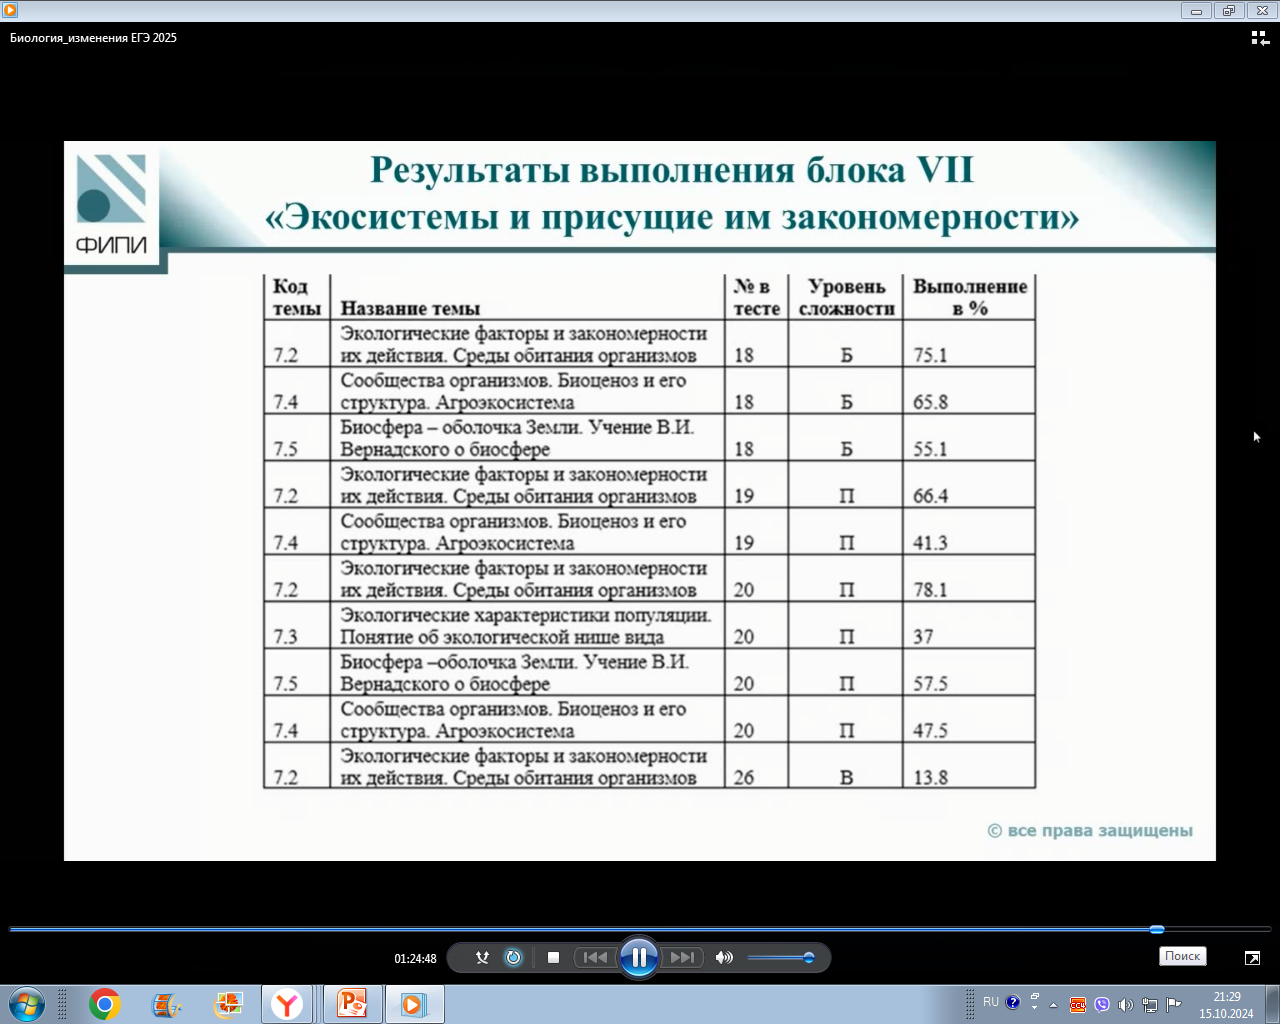 Биология_изменения ЕГЭ 2025
ФИПИ
Результаты выполнения блока VII
«Экосистемы и присущие им закономерности»
Код темы Название темы № в тесте Уровень сложности Выполнение в %
7.2 Экологические факторы и закономерности их действия. Среды обитания организмов 18 Б 75.1
7.4 Сообщества организмов. Биоценоз и его структура. Агроэкосистема 18 Б 65.8
7.5 Биосфера – оболочка Земли. Учение В.И. Вернадского о биосфере 18 Б 55.1
7.2 Экологические факторы и закономерности их действия. Среды обитания организмов 19 П 66.4
7.4 Сообщества организмов. Биоценоз и его структура. Агроэкосистема 19 П 41.3
7.2 Экологические факторы и закономерности их действия. Среды обитания организмов 20 П 78.1
7.3 Экологические характеристики популяции. Понятие об экологической нише вида 20 П 37
7.5 Биосфера –оболочка Земли. Учение В.И. Вернадского о биосфере 20 П 57.5
7.4 Сообщества организмов. Биоценоз и его структура. Агроэкосистема 20 П 47.5
7.2 Экологические факторы и закономерности их действия. Среды обитания организмов 26 В 13.8
© все права защищены
01:24:48
Поиск
RU
21:29
15.10.2024